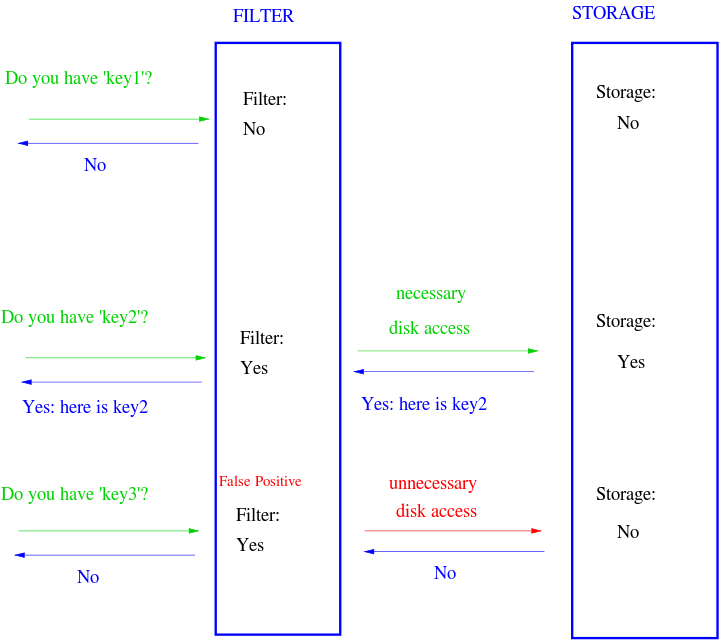 FILTER
STORAGE
Do you have 'key1'?
Filter:
No
Storage:
No
No
Do you have 'key2'?
Filter:
Yes
necessary
disk access
Storage:
Yes
Yes: here is key2
Yes: here is key2
Do you have 'key3'?
False Positive
Filter:
Yes
unnecessary
disk access
Storage:
No
No
No